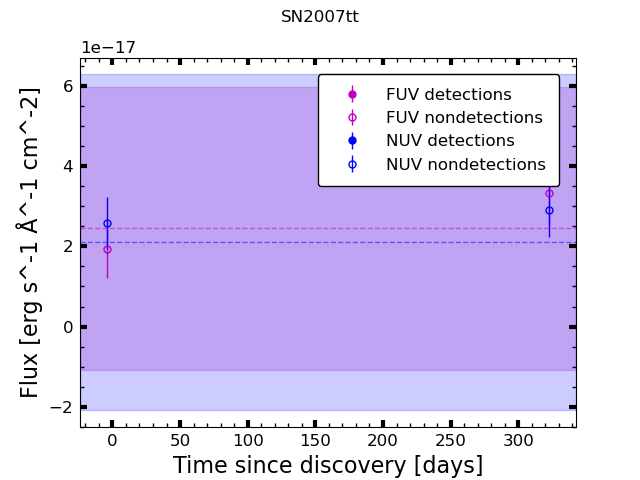 SN2007tt
1e−17
6
4
2
0
−2
Flux [erg s^-1 Å^-1 cm^-2]
FUV detections
FUV nondetections
NUV detections
NUV nondetections
0 50 100 150 200 250 300
Time since discovery [days]